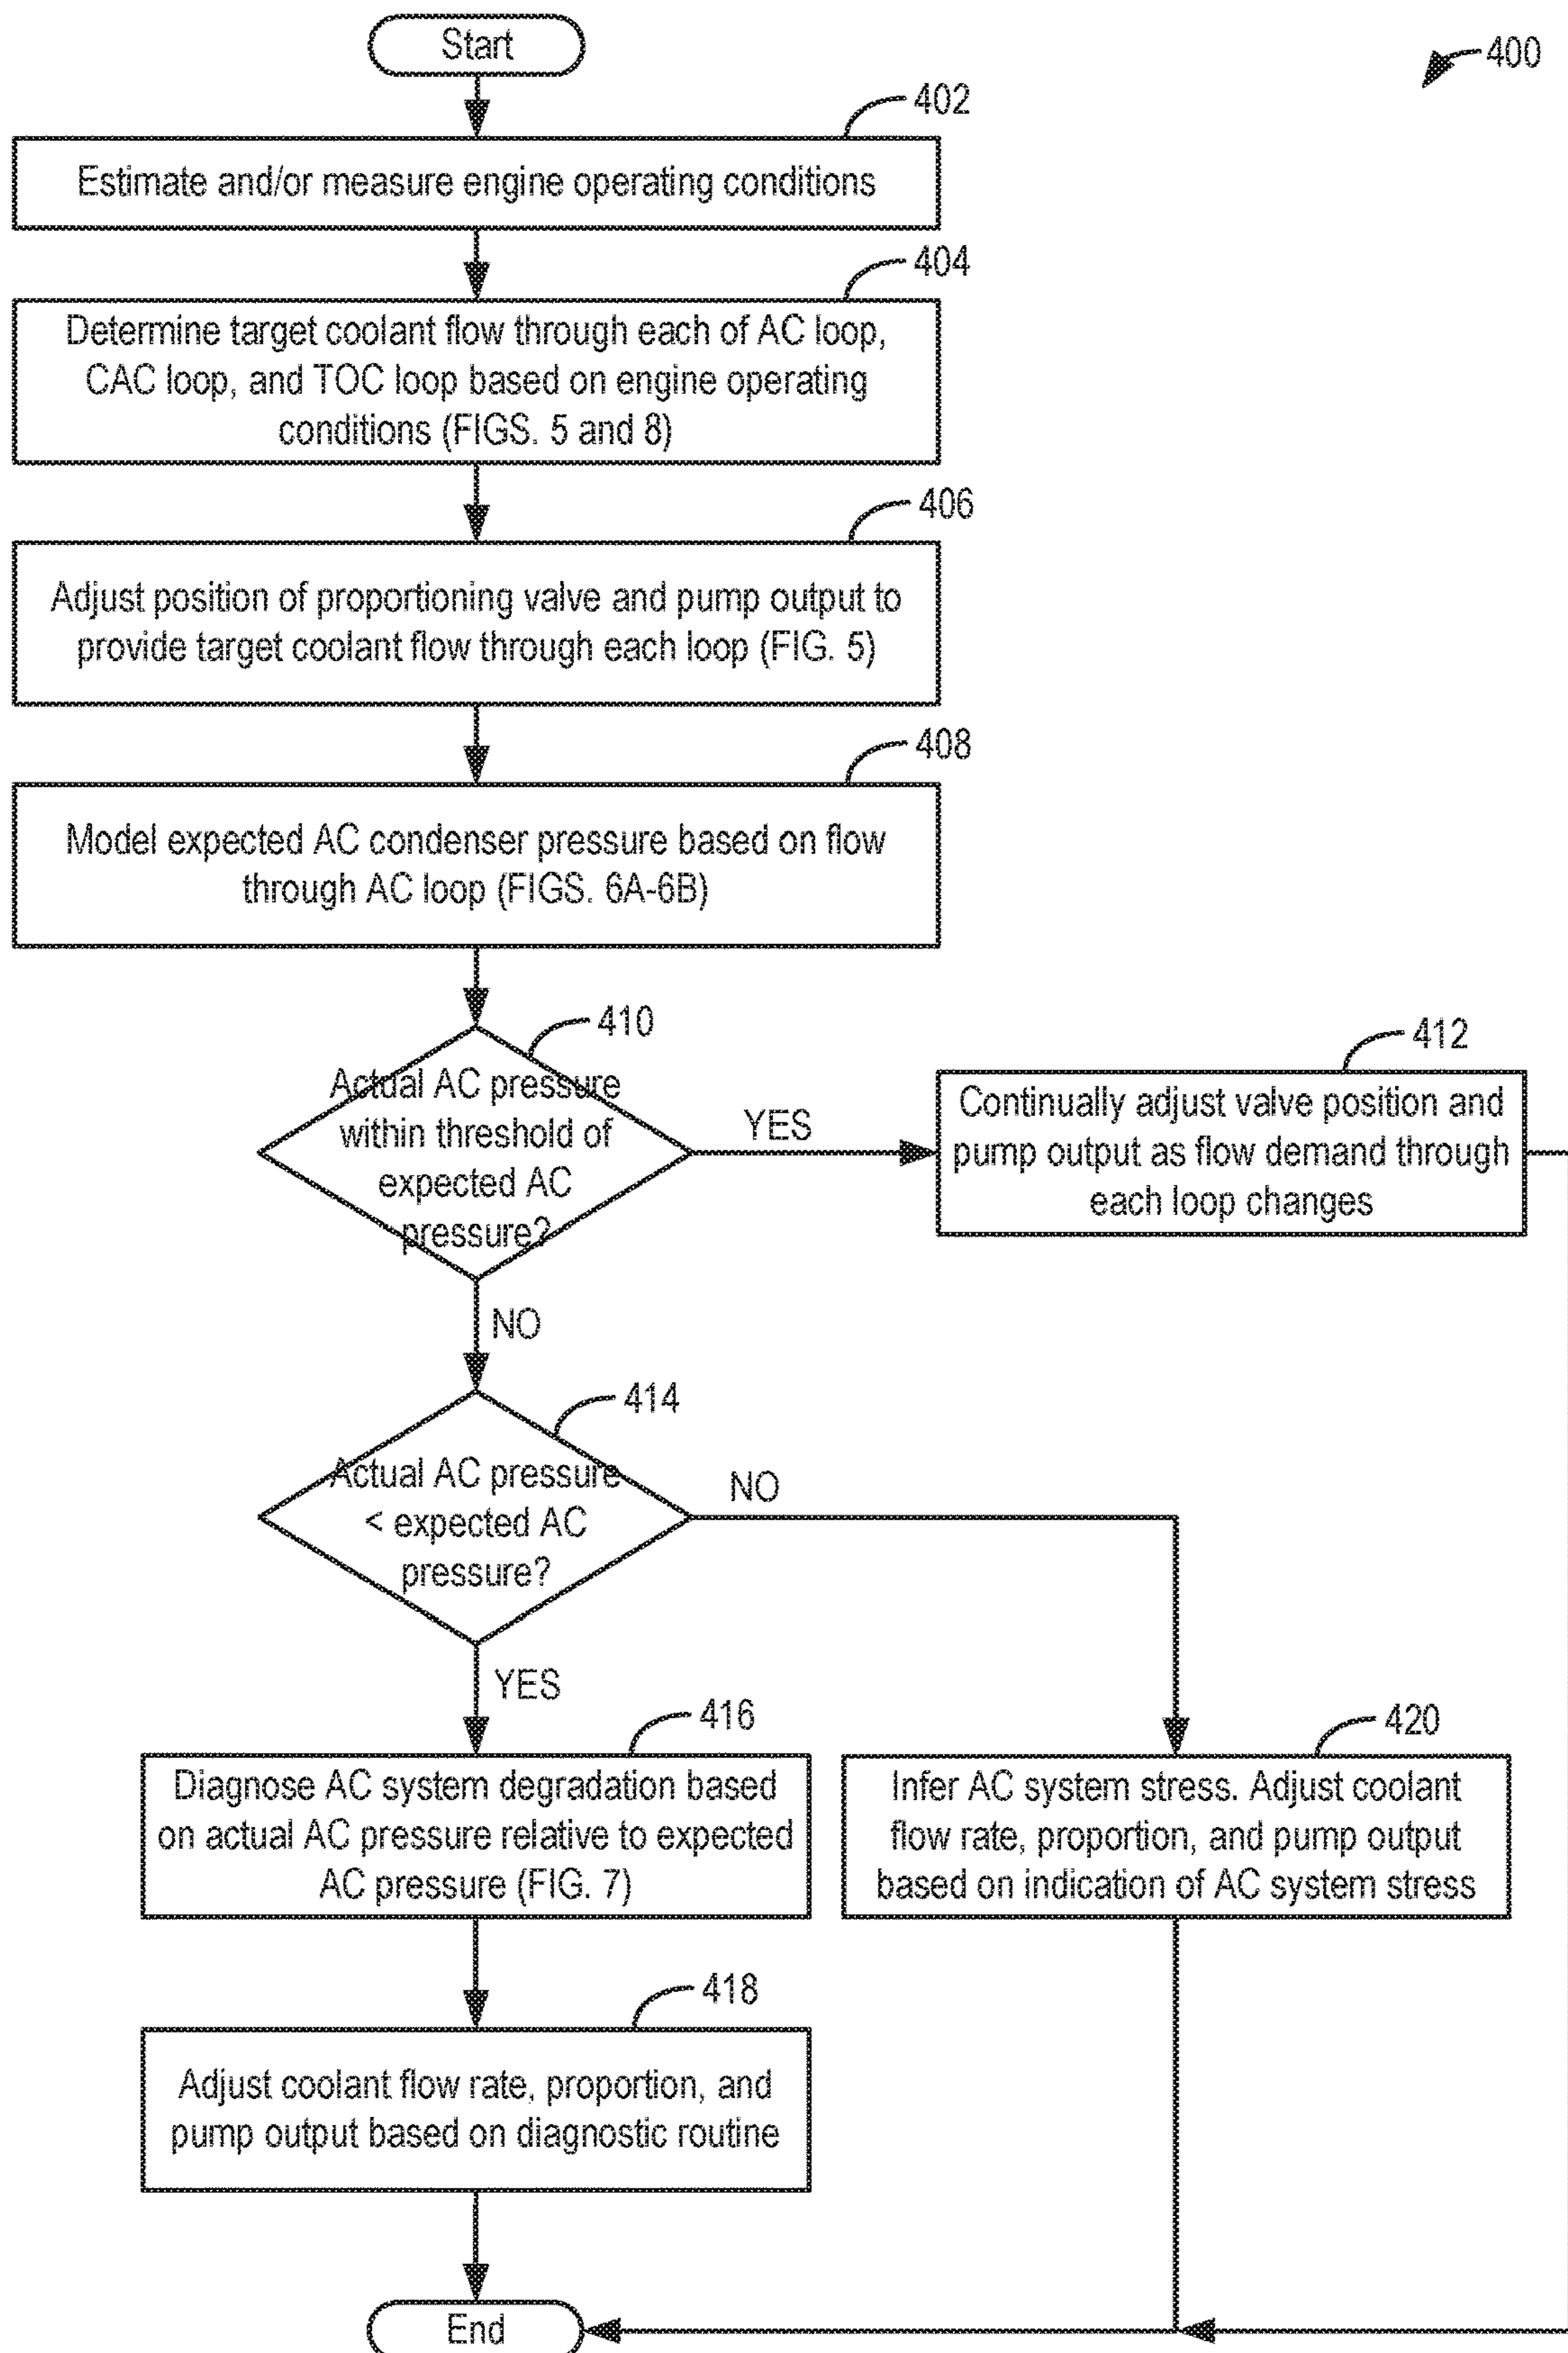 Start
400
402
Estimate and/or measure engine operating conditions
404
Determine target coolant flow through each of AC loop,
CAC loop, and TOC loop based on engine operating
conditions (FIGS. 5 and 8)
406
Adjust position of proportioning valve and pump output to
provide target coolant flow through each loop (FIG. 5)
408
Model expected AC condenser pressure based on flow
through AC loop (FIGS. 6A-6B)
410
Actual AC pressure
within threshold of
expected AC
pressure?
YES
412
Continually adjust valve position and
pump output as flow demand through
each loop changes
NO
414
Actual AC pressure
< expected AC
pressure?
NO
YES
416
Diagnose AC system degradation based
on actual AC pressure relative to expected
AC pressure (FIG. 7)
420
Infer AC system stress. Adjust coolant
flow rate, proportion, and pump output
based on indication of AC system stress
418
Adjust coolant flow rate, proportion, and
pump output based on diagnostic routine
End